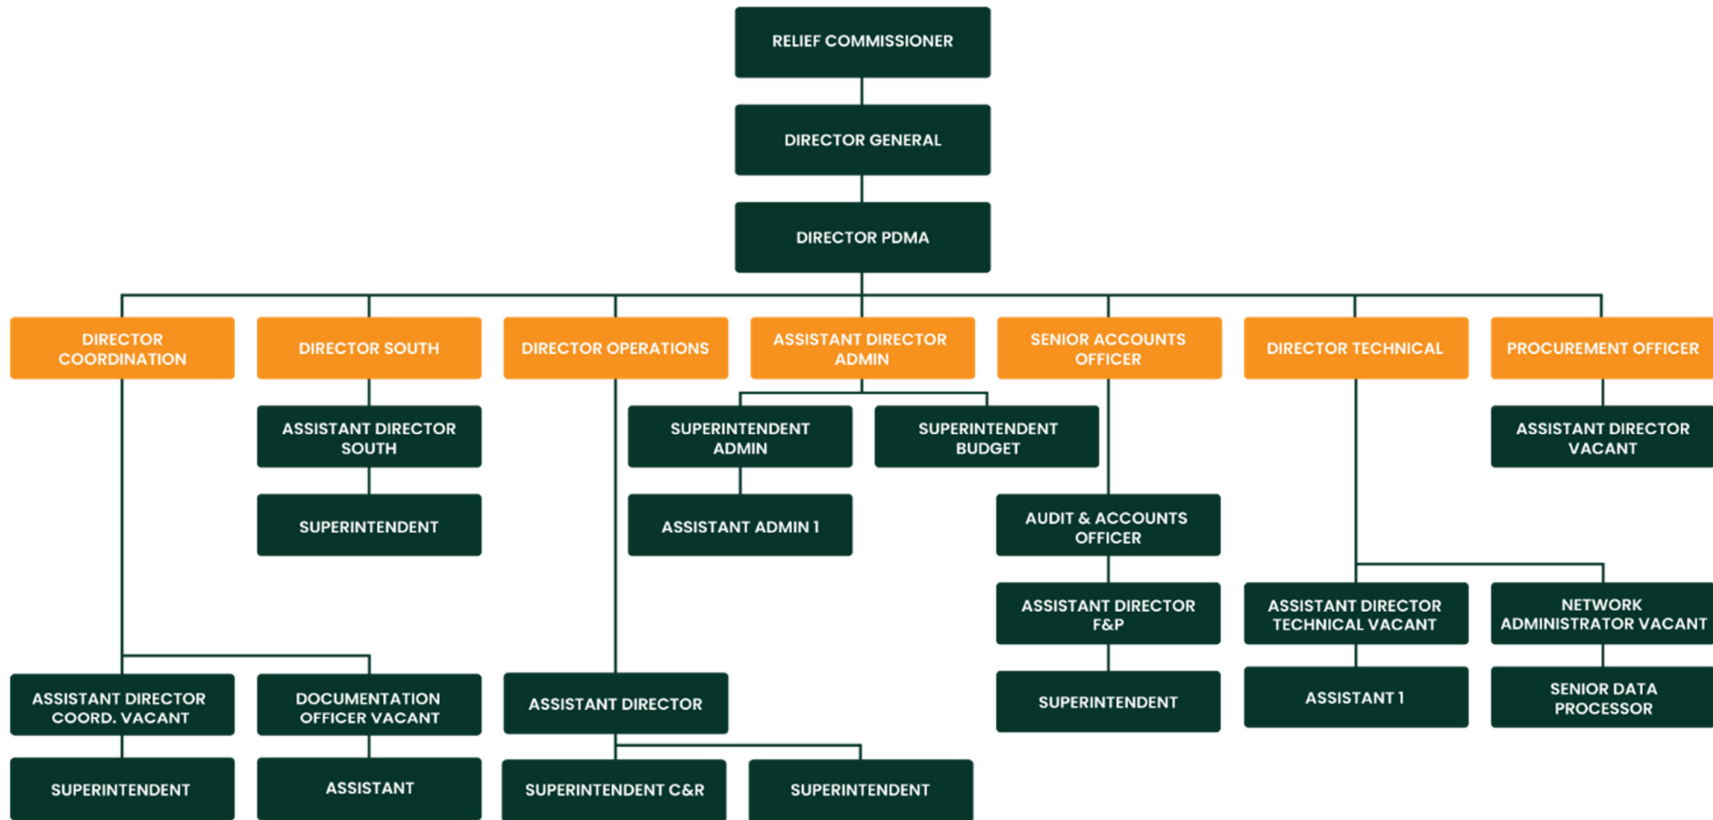 RELIEF COMMISSIONER
DIRECTOR GENERAL
DIRECTOR PDMA
DIRECTOR
COORDINATION
DIRECTOR SOUTH
DIRECTOR OPERATIONS
ASSISTANT DIRECTOR
ADMIN
SENIOR ACCOUNTS
OFFICER
DIRECTOR TECHNICAL
PROCUREMENT OFFICER
ASSISTANT DIRECTOR
SOUTH
SUPERINTENDENT
ADMIN
SUPERINTENDENT
BUDGET
ASSISTANT DIRECTOR
VACANT
SUPERINTENDENT
ASSISTANT ADMIN 1
AUDIT & ACCOUNTS
OFFICER
ASSISTANT DIRECTOR
F&P
ASSISTANT DIRECTOR
TECHNICAL VACANT
NETWORK
ADMINISTRATOR VACANT
ASSISTANT DIRECTOR
COORD. VACANT
DOCUMENTATION
OFFICER VACANT
ASSISTANT DIRECTOR
SUPERINTENDENT
ASSISTANT 1
SENIOR DATA
PROCESSOR
SUPERINTENDENT
ASSISTANT
SUPERINTENDENT C&R
SUPERINTENDENT